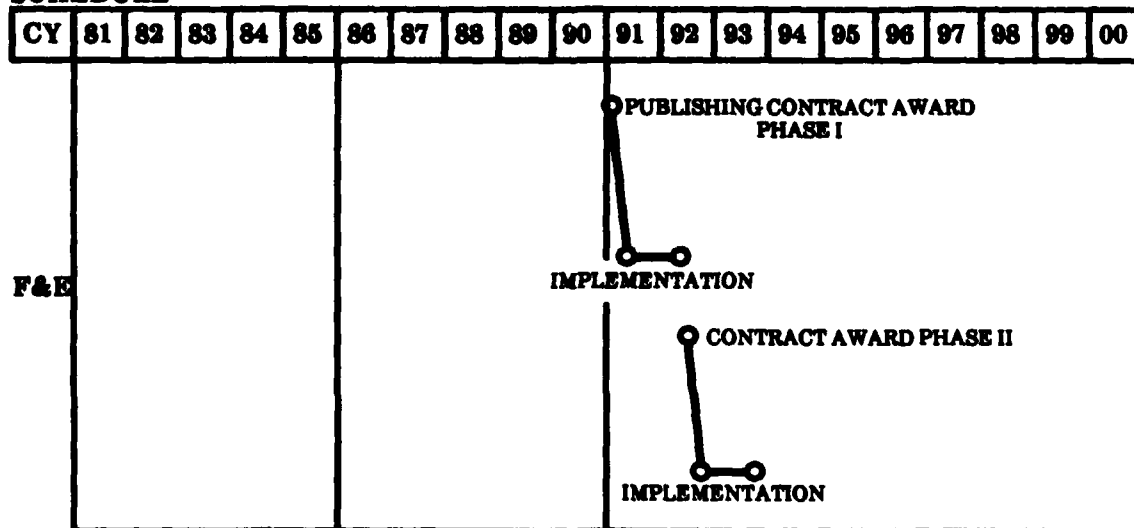 SCHEDULE
CY 81 82 83 84 85 86 87 88 89 90 91 92 93 94 95 96 97 98 99 00
PUBLISHING CONTRACT AWARD
PHASE I
F&E
IMPLEMENTATION
CONTRACT AWARD PHASE II
IMPLEMENTATION